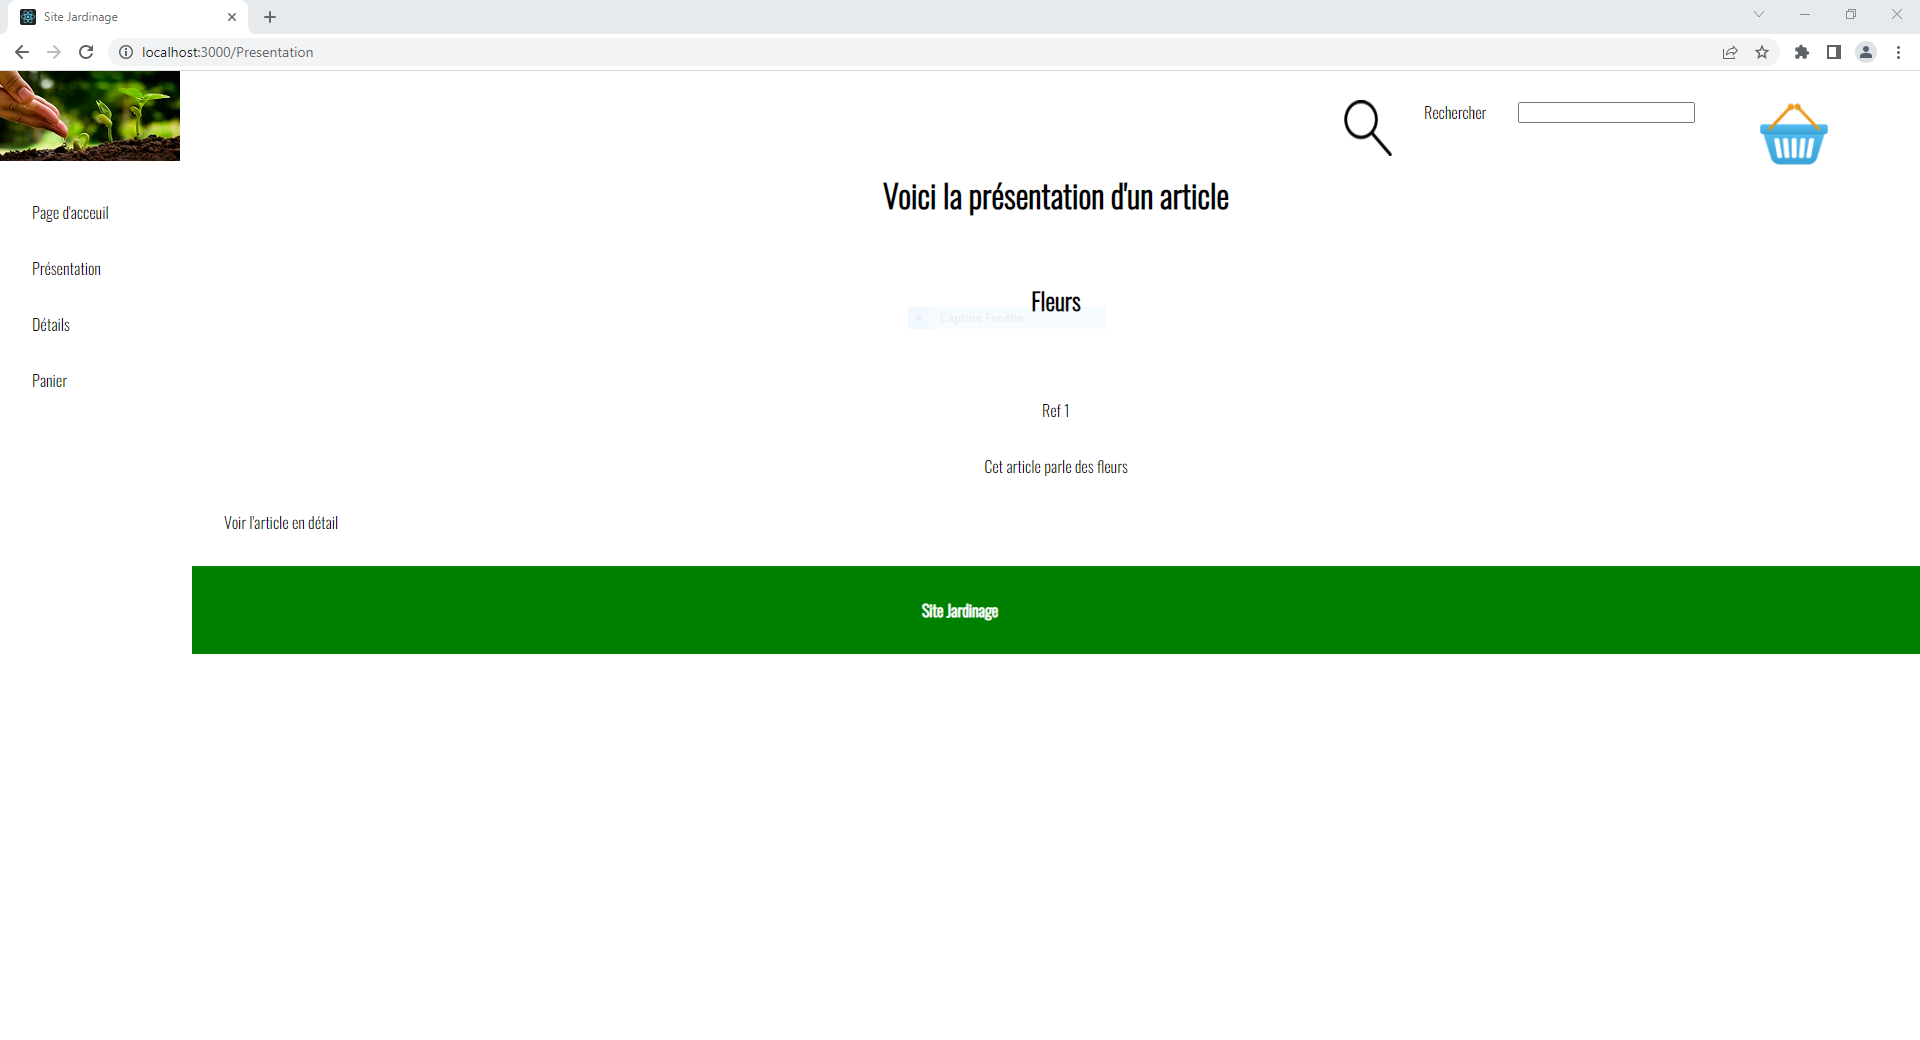 Site Jardinage
localhost:3000/Presentation
Rechercher
Voici la présentation d'un article
Page d'acceuil
Présentation
Fleurs
Capture Fenêtre
Détails
Panier
Ref 1
Cet article parle des fleurs
Voir l'article en détail
Site Jardinage